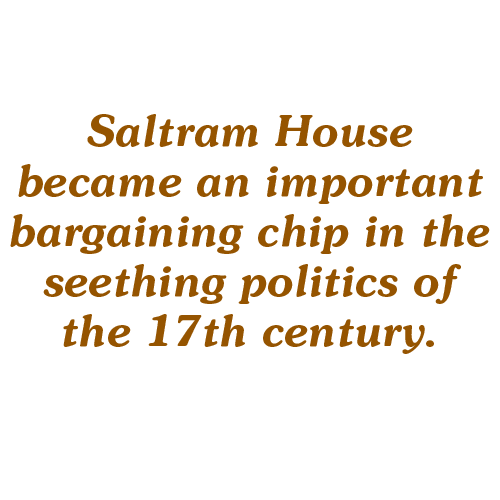 Saltram House
became an important
bargaining chip in the
seething politics of
the 17th century.